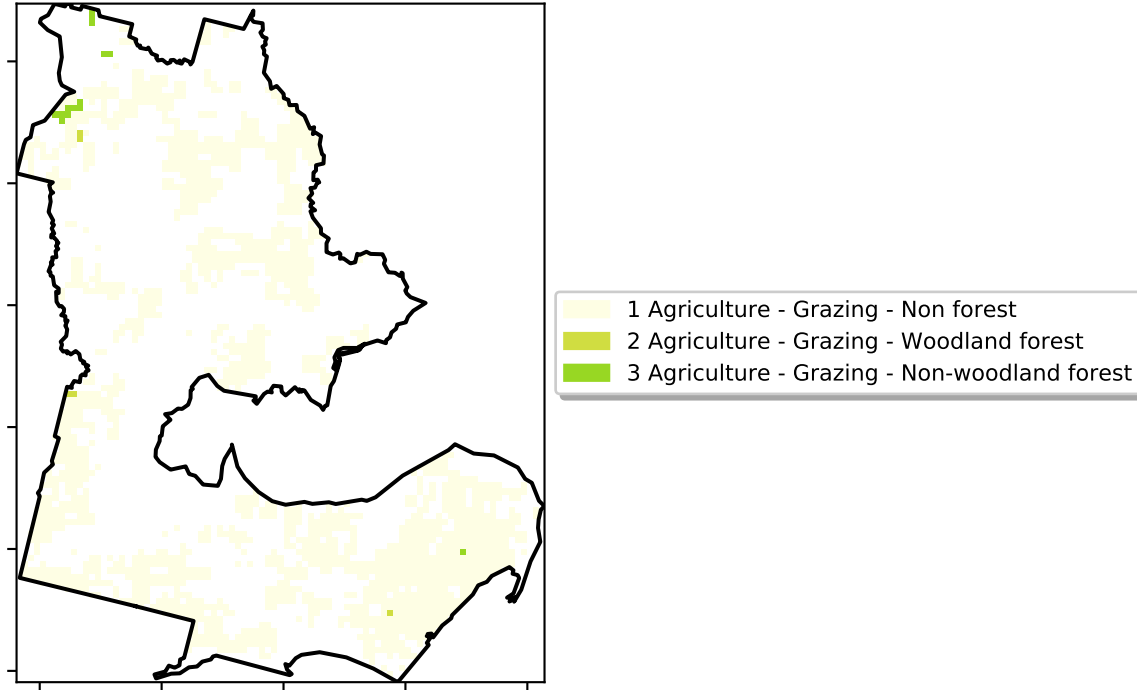 1 Agriculture - Grazing - Non forest
2 Agriculture - Grazing - Woodland forest
3 Agriculture - Grazing - Non-woodland forest